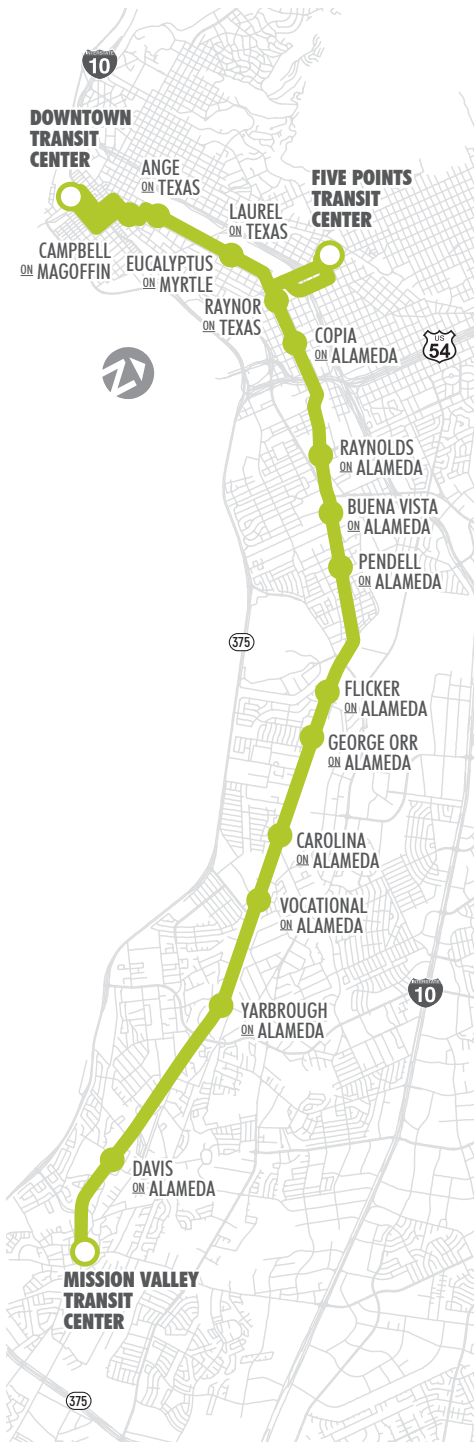 10
DOWNTOWN
TRANSIT
CENTER
ANGE
ON TEXAS
FIVE POINTS
TRANSIT
CENTER
LAUREL
ON TEXAS
CAMPBELL
ON MAGOFFIN
EUCALYPTUS
ON MYRTLE
RAYNOR
ON TEXAS
COPIA
ON ALAMEDA
US
54
N
RAYNOLDS
ON ALAMEDA
BUENA VISTA
ON ALAMEDA
PENDELL
ON ALAMEDA
375
FLICKER
ON ALAMEDA
GEORGE ORR
ON ALAMEDA
CAROLINA
ON ALAMEDA
VOCATIONAL
ON ALAMEDA
10
YARBROUGH
ON ALAMEDA
DAVIS
ON ALAMEDA
MISSION VALLEY
TRANSIT
CENTER
375